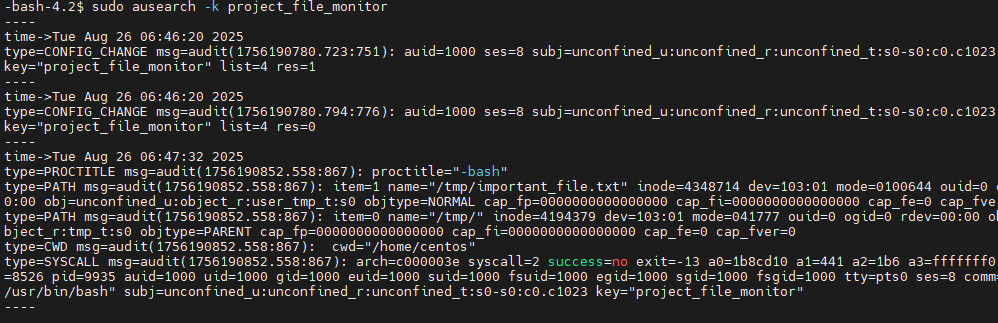 -bash-4.2$ sudo ausearch -k project_file_monitor
----
time->Tue Aug 26 06:46:20 2025
type=CONFIG_CHANGE msg=audit(1756190780.723:751): auid=1000 ses=8 subj=unconfined_u:unconfined_r:unconfined_t:s0-s0:c0.c1023
key="project_file_monitor" list=4 res=1
----
time->Tue Aug 26 06:46:20 2025
type=CONFIG_CHANGE msg=audit(1756190780.794:776): auid=1000 ses=8 subj=unconfined_u:unconfined_r:unconfined_t:s0-s0:c0.c1023
key="project_file_monitor" list=4 res=0
----
time->Tue Aug 26 06:47:32 2025
type=PROCTITLE msg=audit(1756190852.558:867): proctitle="-bash"
type=PATH msg=audit(1756190852.558:867): item=1 name="/tmp/important_file.txt" inode=4348714 dev=103:01 mode=0100644 ouid=0 o
0:00 obj=unconfined_u:object_r:user_tmp_t:s0 objtype=NORMAL cap_fp=0000000000000000 cap_fi=0000000000000000 cap_fe=0 cap_fve
type=PATH msg=audit(1756190852.558:867): item=0 name="/tmp/" inode=4194379 dev=103:01 mode=041777 ouid=0 ogid=0 rdev=00:00 ob
bject_r:tmp_t:s0 objtype=PARENT cap_fp=0000000000000000 cap_fi=0000000000000000 cap_fe=0 cap_fver=0
type=CWD msg=audit(1756190852.558:867):  cwd="/home/centos"
type=SYSCALL msg=audit(1756190852.558:867): arch=c000003e syscall=2 success=no exit=-13 a0=1b8cd10 a1=441 a2=1b6 a3=fffffff0
=8526 pid=9935 auid=1000 uid=1000 gid=1000 euid=1000 suid=1000 fsuid=1000 egid=1000 sgid=1000 fsgid=1000 tty=pts0 ses=8 comm=
/usr/bin/bash" subj=unconfined_u:unconfined_r:unconfined_t:s0-s0:c0.c1023 key="project_file_monitor"
----